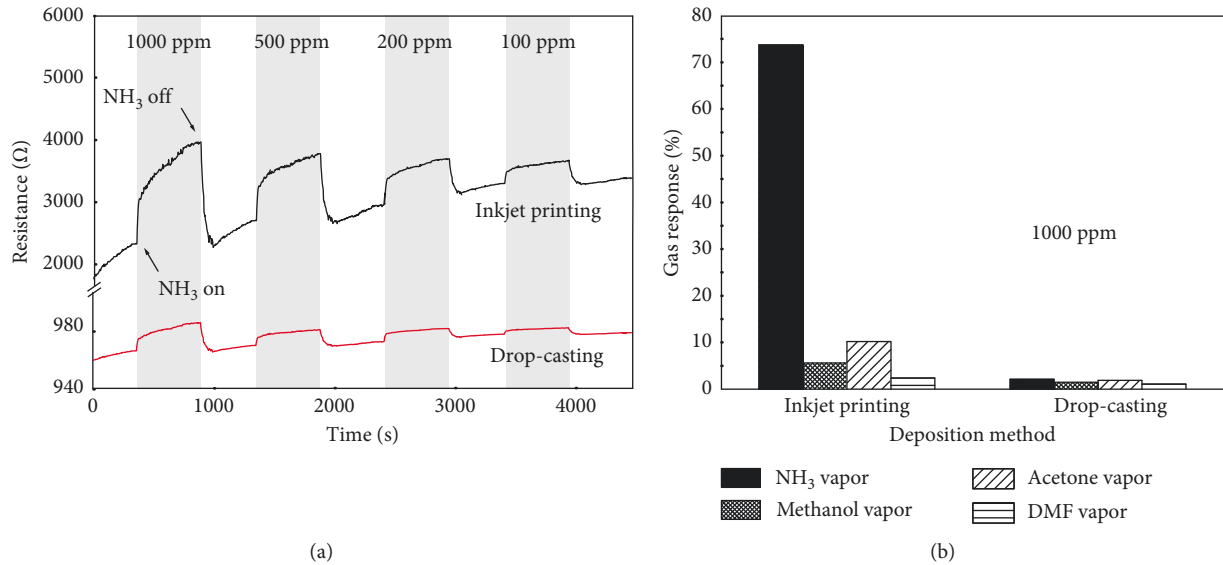 6000
5000
4000
3000
2000
980
940
Resistance (Ω)
1000 ppm
500 ppm
200 ppm
100 ppm
NH₃ off
NH₃ on
Inkjet printing
Drop-casting
0
1000
2000
3000
4000
Time (s)
(a)
80
70
60
50
40
30
20
10
0
Gas response (%)
1000 ppm
Inkjet printing
Drop-casting
Deposition method
NH₃ vapor
Methanol vapor
Acetone vapor
DMF vapor
(b)